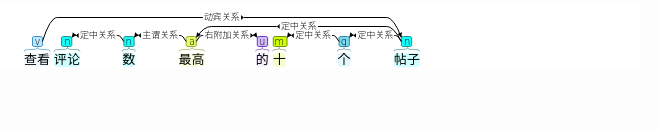 动宾关系
定中关系
定中关系 主谓关系 右附加关系 定中关系 定中关系
v n n a u m q n
查看 评论 数 最高 的 十 个 帖子